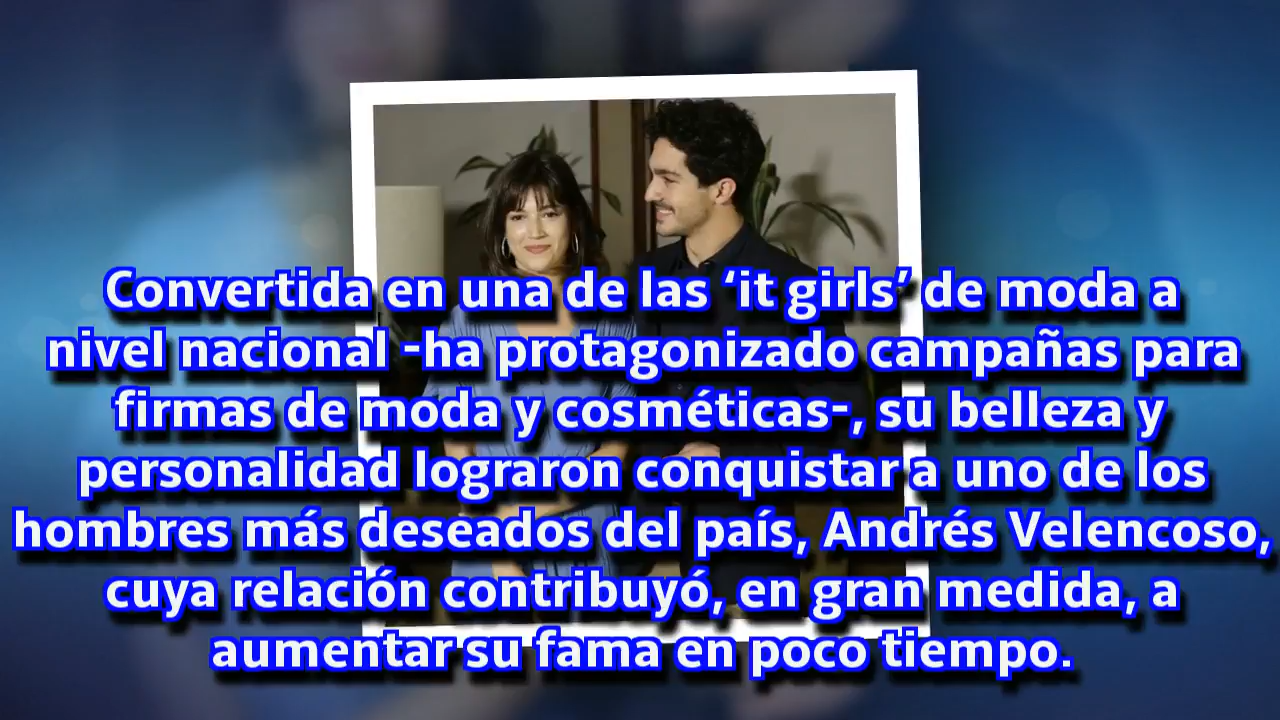 Convertida en una de las ‘it girls’ de moda a
nivel nacional -ha protagonizado campañas para
firmas de moda y cosméticas-, su belleza y
personalidad lograron conquistar a uno de los
hombres más deseados del país, Andrés Velencoso,
cuya relación contribuyó, en gran medida, a
aumentar su fama en poco tiempo.